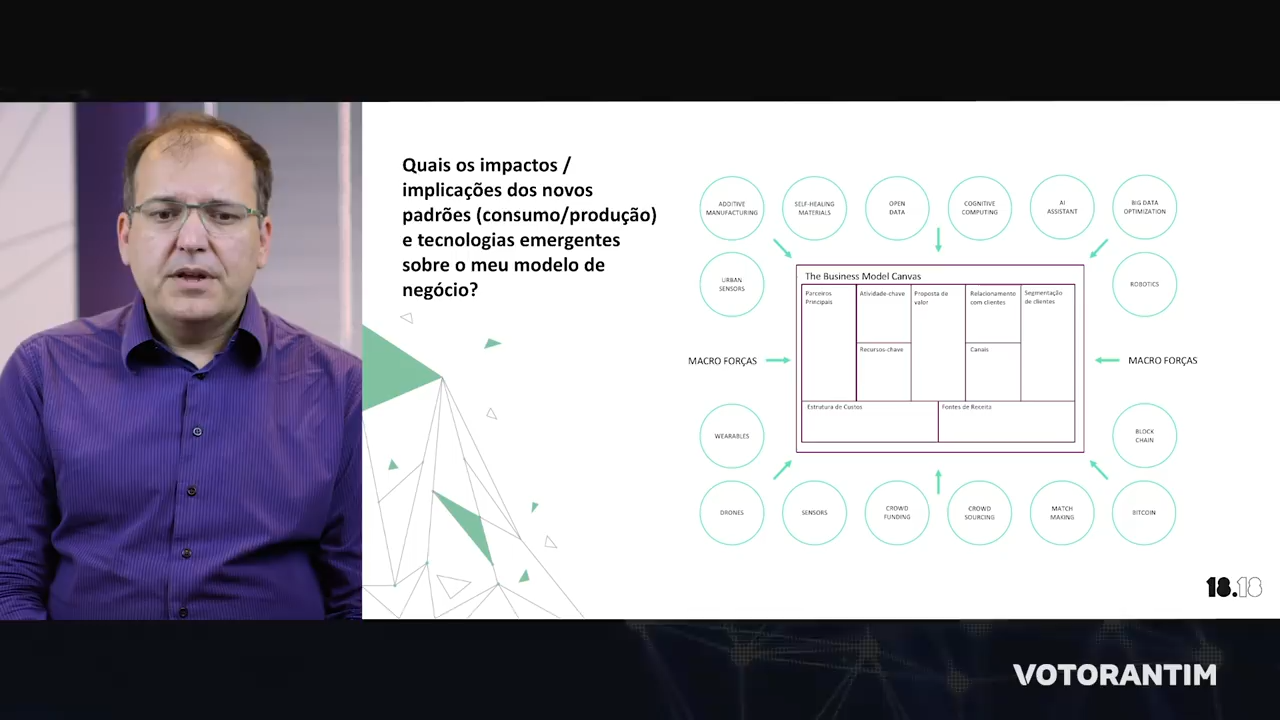 Quais os impactos /
implicações dos novos
padrões (consumo/produção)
e tecnologias emergentes
sobre o meu modelo de
negócio?
ADDITIVE
MANUFACTURING
SELF-HEALING
MATERIALS
OPEN
DATA
COGNITIVE
COMPUTING
AI
ASSISTANT
BIG DATA
OPTIMIZATION
URBAN
SENSORS
ROBOTICS
The Business Model Canvas
Parceiros
Principais
Atividade-chave
Proposta de
valor
Relacionamento
com clientes
Segmentação
de clientes
Recursos-chave
Canais
Estrutura de Custos
Fontes de Receita
MACRO FORÇAS
MACRO FORÇAS
WEARABLES
BLOCK
CHAIN
DRONES
SENSORS
CROWD
FUNDING
CROWD
SOURCING
MATCH
MAKING
BITCOIN
18.18
VOTORANTIM